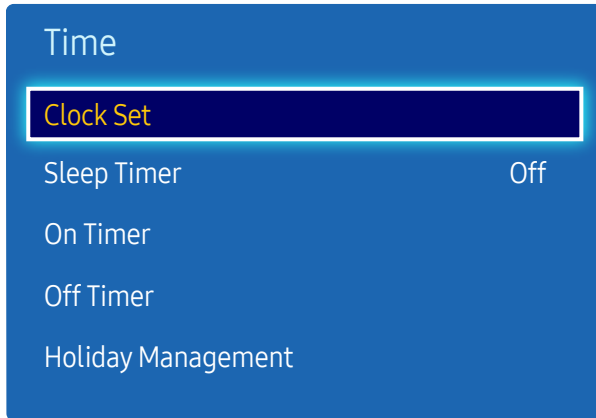 Time
Clock Set
Sleep Timer Off
On Timer
Off Timer
Holiday Management